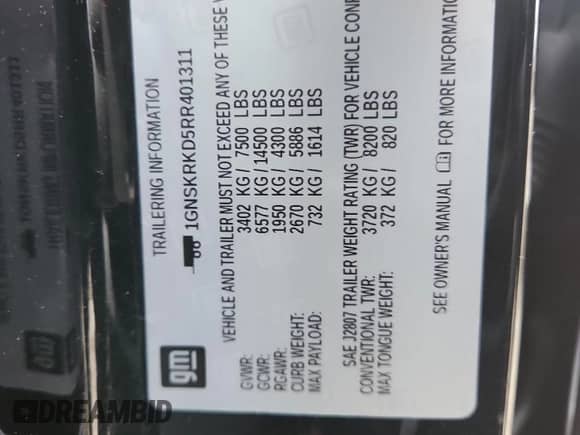 gm
TRAILERING INFORMATION
1GNSKRKD5RR401311
VEHICLE AND TRAILER MUST NOT EXCEED ANY OF THESE
GVWR: 3402 KG / 7500 LBS
GCWR: 6577 KG / 14500 LBS
RGAWR: 1950 KG / 4300 LBS
CURB WEIGHT: 2670 KG / 5886 LBS
MAX PAYLOAD: 732 KG / 1614 LBS
SAE J2807 TRAILER WEIGHT RATING (TWR) FOR VEHICLE
CONVENTIONAL TWR: 3720 KG / 8200 LBS
MAX TONGUE WEIGHT: 372 KG / 820 LBS
SEE OWNER'S MANUAL FOR MORE INFORMATION
DREAMBID